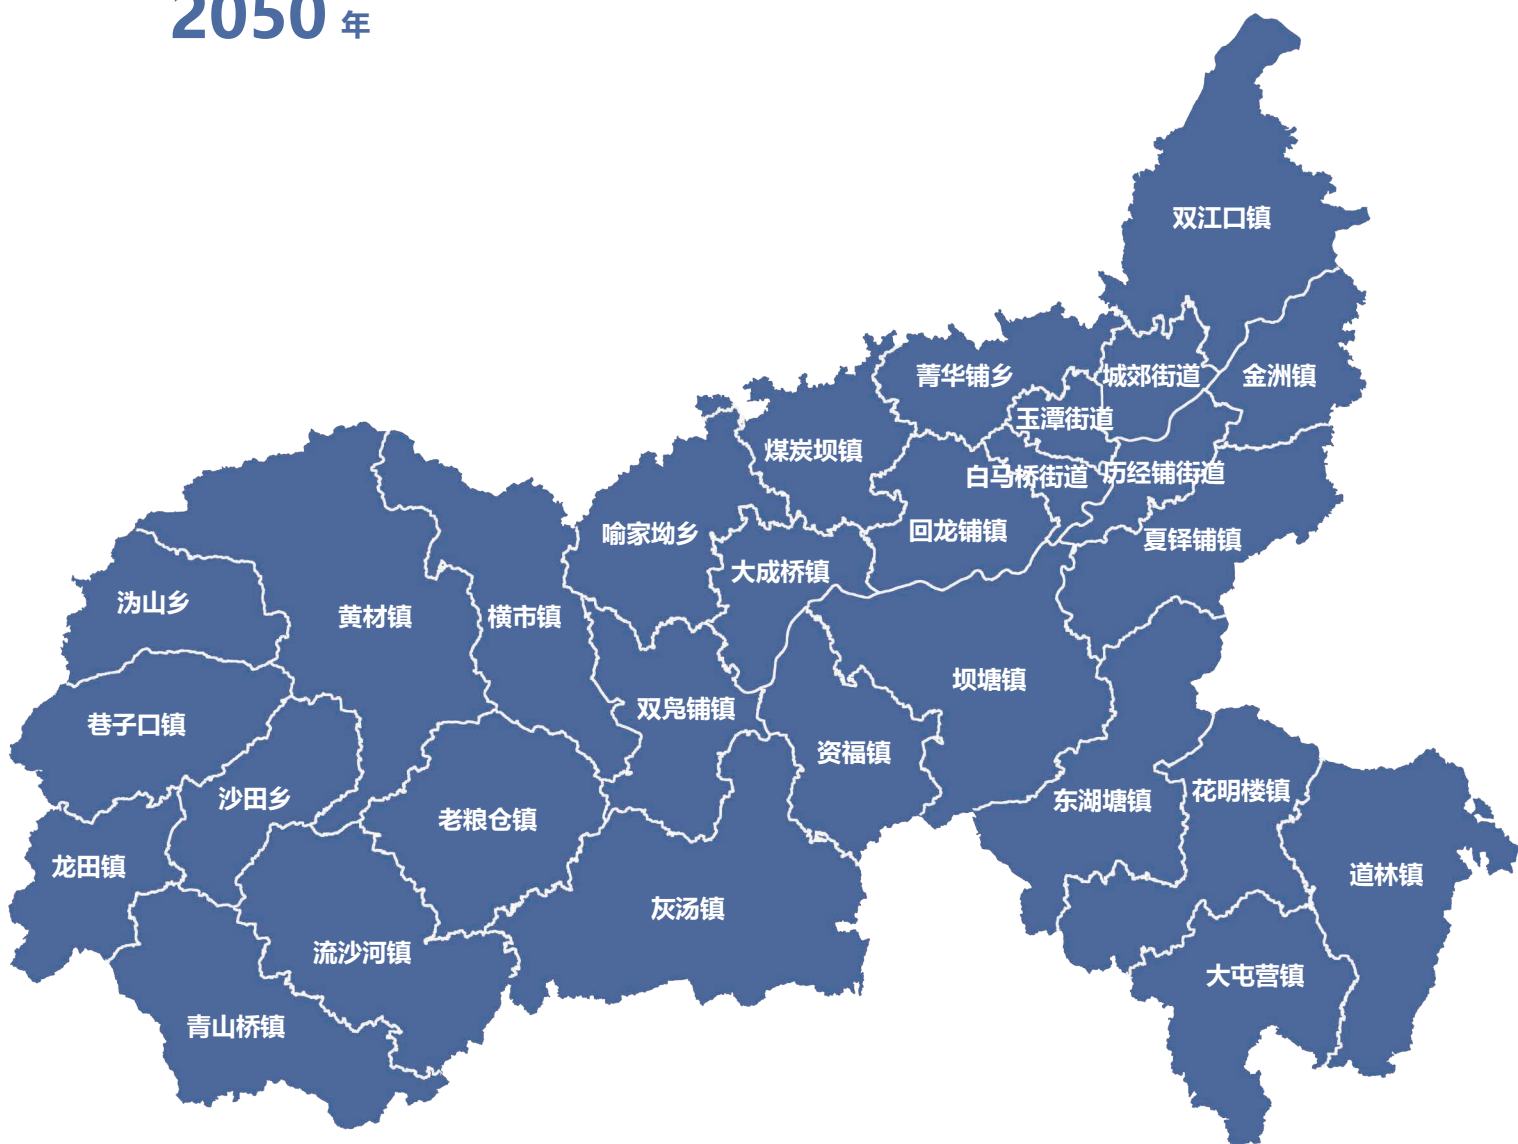 2050 年
双江口镇
菁华铺乡
城郊街道
金洲镇
玉潭街道
煤炭坝镇
白马桥街道
历经铺街道
喻家坳乡
回龙铺镇
夏铎铺镇
大成桥镇
沩山乡
黄材镇
横市镇
坝塘镇
双凫铺镇
巷子口镇
资福镇
沙田乡
东湖塘镇
花明楼镇
老粮仓镇
龙田镇
道林镇
灰汤镇
流沙河镇
大屯营镇
青山桥镇